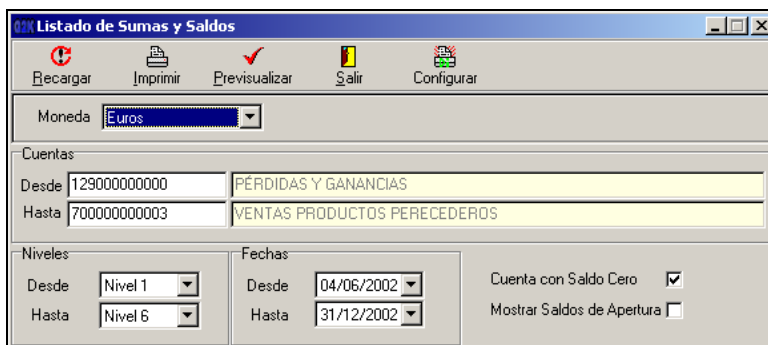 G2K Listado de Sumas y Saldos
Recargar Imprimir Previsualizar Salir Configurar
Moneda Euros
Cuentas
Desde 129000000000 PÉRDIDAS Y GANANCIAS
Hasta 700000000003 VENTAS PRODUCTOS PERECEDEROS
Niveles Fechas
Desde Nivel 1 Desde 04/06/2002 Cuenta con Saldo Cero
Hasta Nivel 6 Hasta 31/12/2002 Mostrar Saldos de Apertura